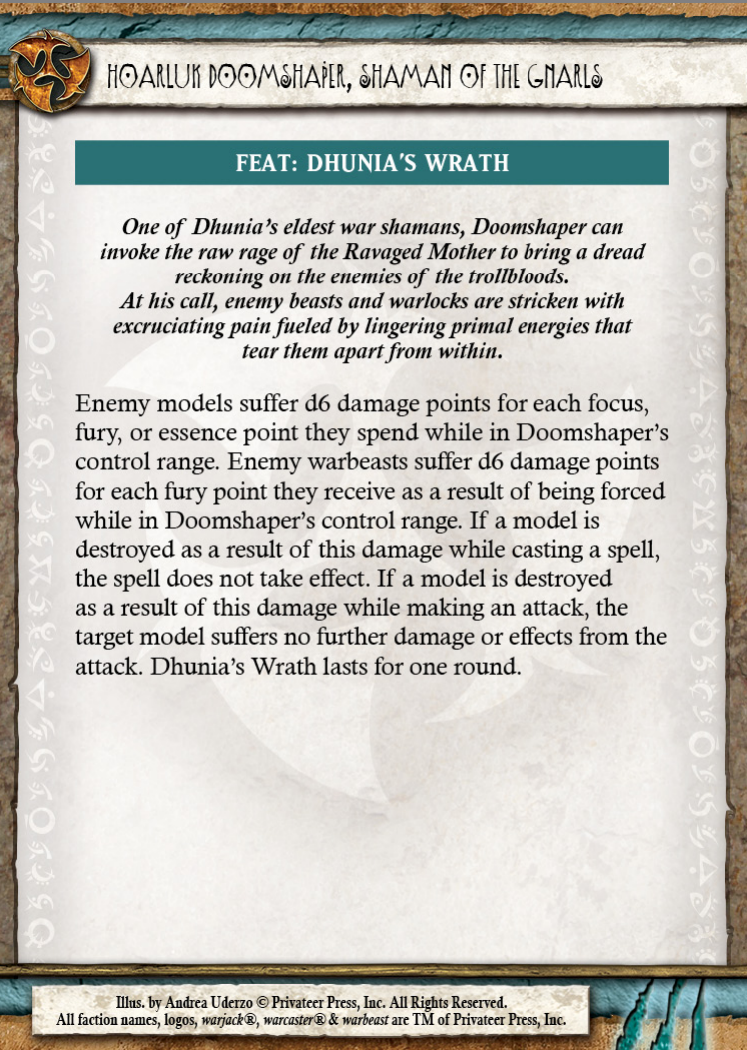 HOARLUK DOOMSHAPER, SHAMAN OF THE GNARLS
FEAT: DHUNIA'S WRATH
One of Dhunia's eldest war shamans, Doomshaper can
invoke the raw rage of the Ravaged Mother to bring a dread
reckoning on the enemies of the trollbloods.
At his call, enemy beasts and warlocks are stricken with
excruciating pain fueled by lingering primal energies that
tear them apart from within.
Enemy models suffer d6 damage points for each focus,
fury, or essence point they spend while in Doomshaper's
control range. Enemy warbeasts suffer d6 damage points
for each fury point they receive as a result of being forced
while in Doomshaper's control range. If a model is
destroyed as a result of this damage while casting a spell,
the spell does not take effect. If a model is destroyed
as a result of this damage while making an attack, the
target model suffers no further damage or effects from the
attack. Dhunia's Wrath lasts for one round.
Illus. by Andrea Uderzo © Privateer Press, Inc. All Rights Reserved.
All faction names, logos, warjack®, warcaster® & warbeast are TM of Privateer Press, Inc.